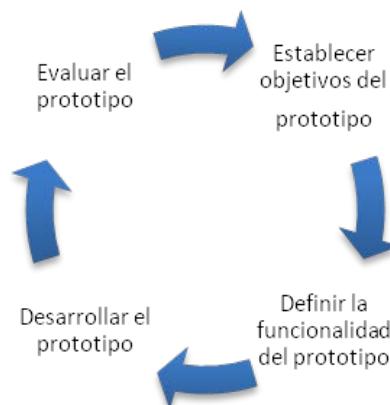 Evaluar el
prototipo
Establecer
objetivos del
prototipo
Definir la
funcionalidad
del prototipo
Desarrollar el
prototipo